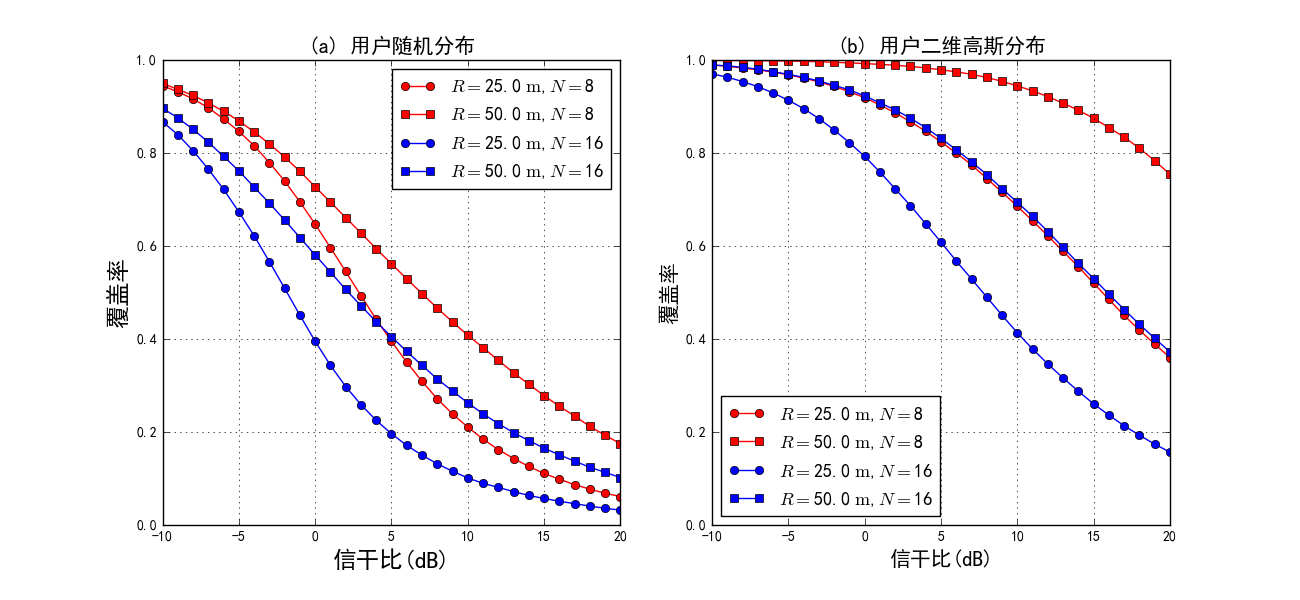 (a) 用户随机分布
1.0
0.8
0.6
0.4
0.2
0.0
覆盖率
R=25.0 m, N=8
R=50.0 m, N=8
R=25.0 m, N=16
R=50.0 m, N=16
−10 −5 0 5 10 15 20
信干比(dB)
(b) 用户二维高斯分布
1.0
0.8
0.6
0.4
0.2
0.0
覆盖率
R=25.0 m, N=8
R=50.0 m, N=8
R=25.0 m, N=16
R=50.0 m, N=16
−10 −5 0 5 10 15 20
信干比(dB)